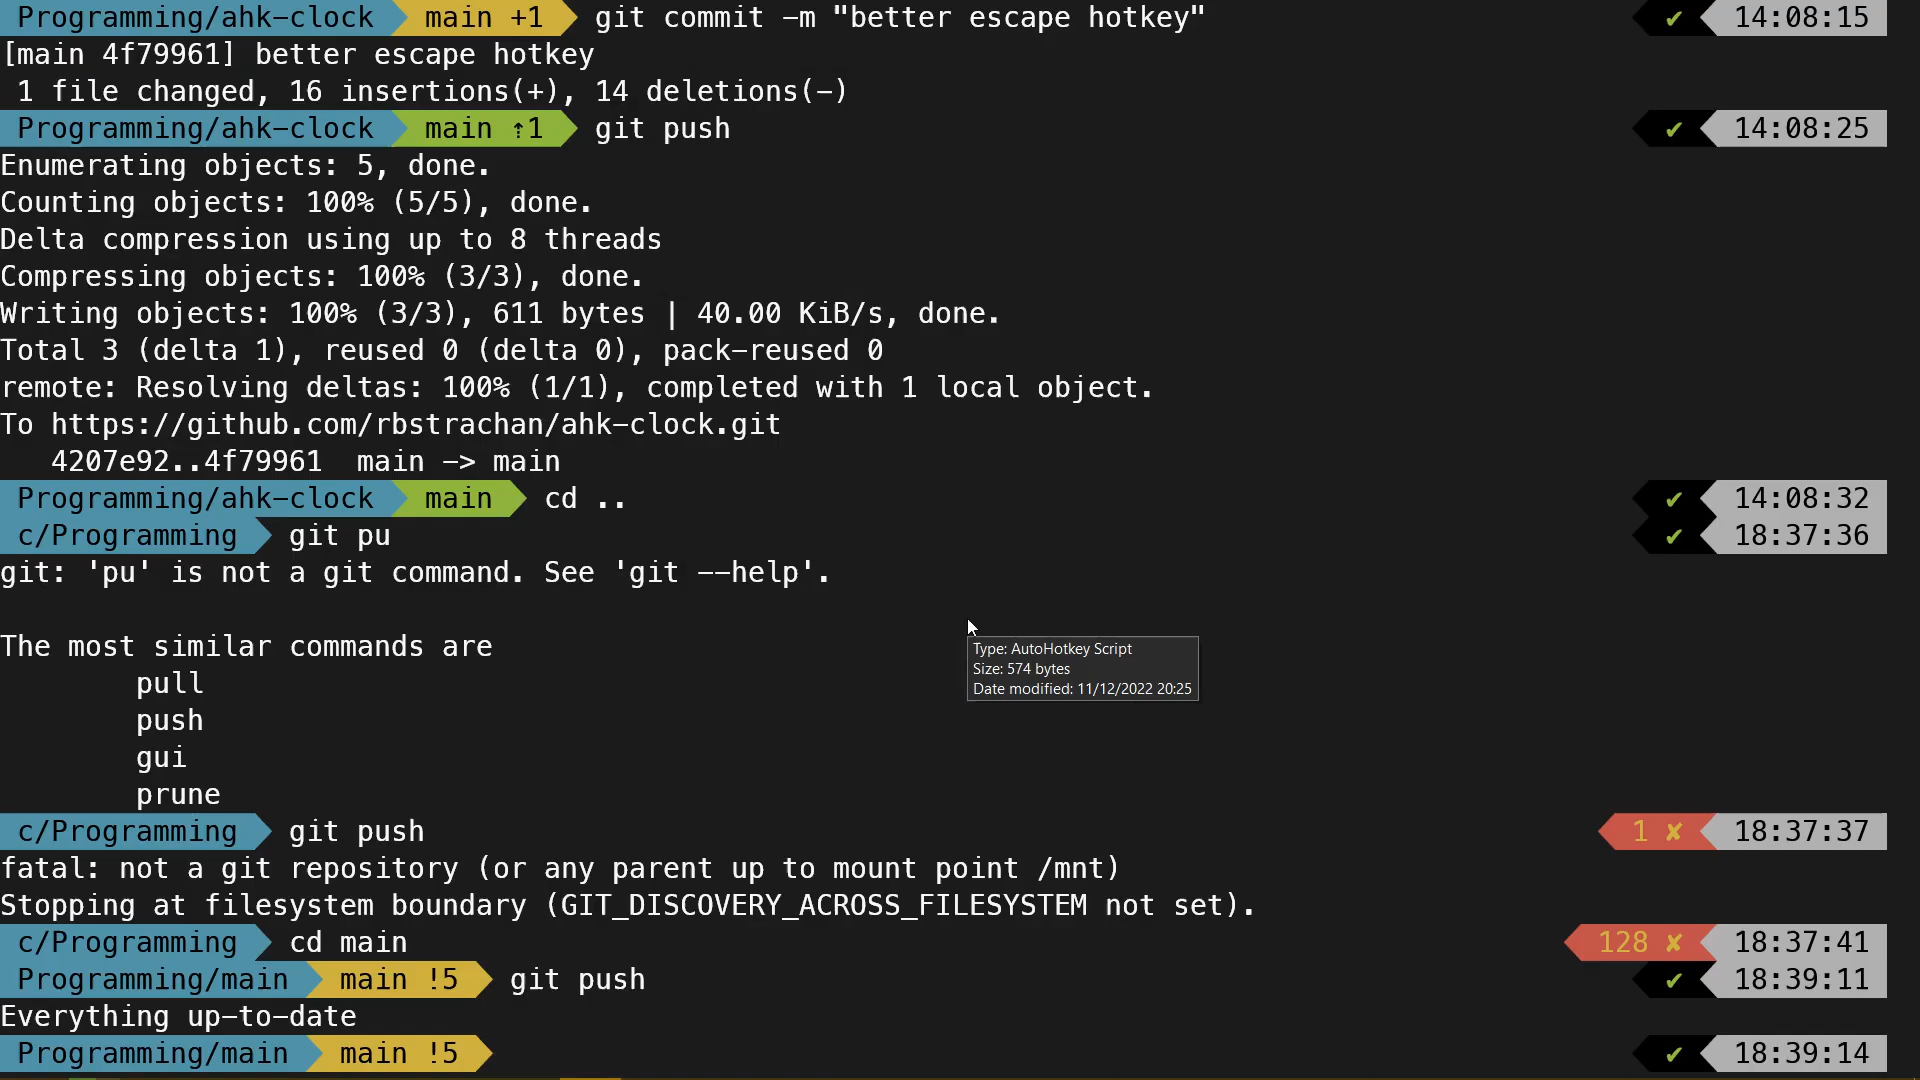 Programming/ahk-clock main +1 git commit -m "better escape hotkey" ✔ 14:08:15
[main 4f79961] better escape hotkey
 1 file changed, 16 insertions(+), 14 deletions(-)
Programming/ahk-clock main ⇡1 git push ✔ 14:08:25
Enumerating objects: 5, done.
Counting objects: 100% (5/5), done.
Delta compression using up to 8 threads
Compressing objects: 100% (3/3), done.
Writing objects: 100% (3/3), 611 bytes | 40.00 KiB/s, done.
Total 3 (delta 1), reused 0 (delta 0), pack-reused 0
remote: Resolving deltas: 100% (1/1), completed with 1 local object.
To https://github.com/rbstrachan/ahk-clock.git
   4207e92..4f79961  main -> main
Programming/ahk-clock main cd .. ✔ 14:08:32
c/Programming git pu ✔ 18:37:36
git: 'pu' is not a git command. See 'git --help'.
The most similar commands are
Type: AutoHotkey Script
Size: 574 bytes
Date modified: 11/12/2022 20:25
        pull
        push
        gui
        prune
c/Programming git push 1 ✘ 18:37:37
fatal: not a git repository (or any parent up to mount point /mnt)
Stopping at filesystem boundary (GIT_DISCOVERY_ACROSS_FILESYSTEM not set).
c/Programming cd main 128 ✘ 18:37:41
Programming/main main !5 git push ✔ 18:39:11
Everything up-to-date
Programming/main main !5 ✔ 18:39:14